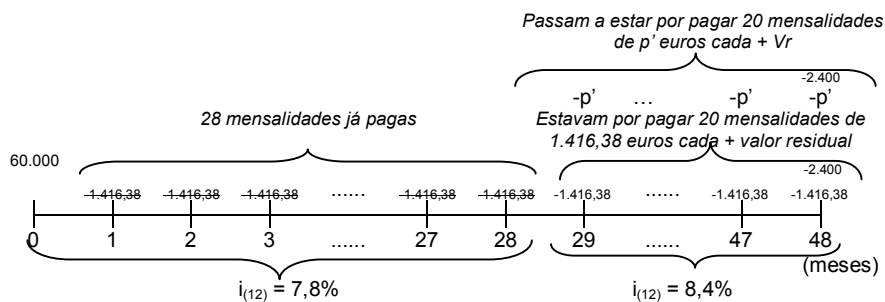 Passam a estar por pagar 20 mensalidades
de p’ euros cada + Vr
-2.400
-p’ ... -p’ -p’
28 mensalidades já pagas
Estavam por pagar 20 mensalidades de
1.416,38 euros cada + valor residual
60.000
-2.400
-1.416,38 -1.416,38 -1.416,38 ...... -1.416,38 -1.416,38 -1.416,38 ...... -1.416,38 -1.416,38
0 1 2 3 ...... 27 28 29 ...... 47 48
(meses)
i(12) = 7,8% i(12) = 8,4%